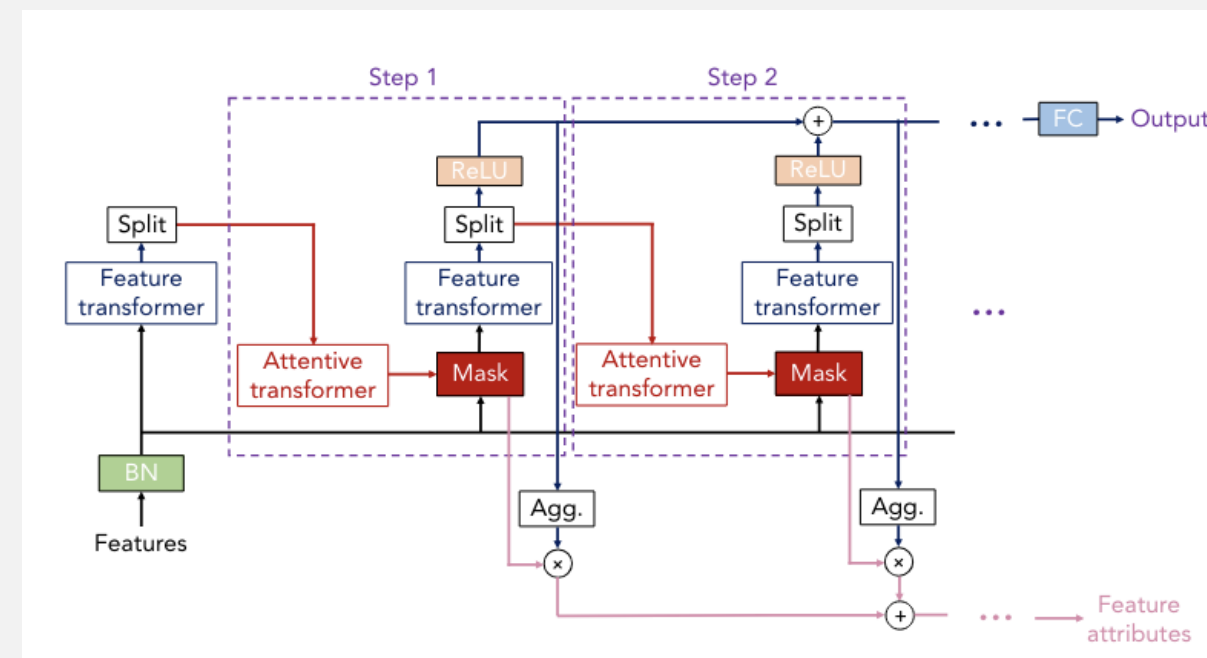 Step 1
Step 2
+
...
FC
Output
ReLU
ReLU
Split
Split
Split
Feature
transformer
Feature
transformer
Feature
transformer
...
Attentive
transformer
Mask
Attentive
transformer
Mask
BN
Agg.
Agg.
Features
×
×
+
...
Feature
attributes